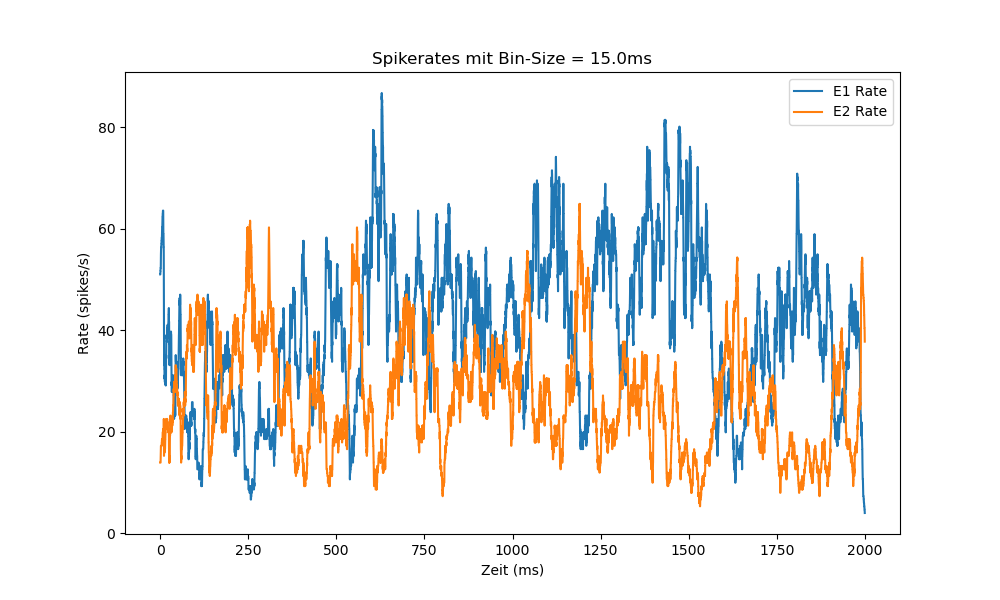 Spikerates mit Bin-Size = 15.0ms
E1 Rate
E2 Rate
Rate (spikes/s)
80
60
40
20
0
0 250 500 750 1000 1250 1500 1750 2000
Zeit (ms)